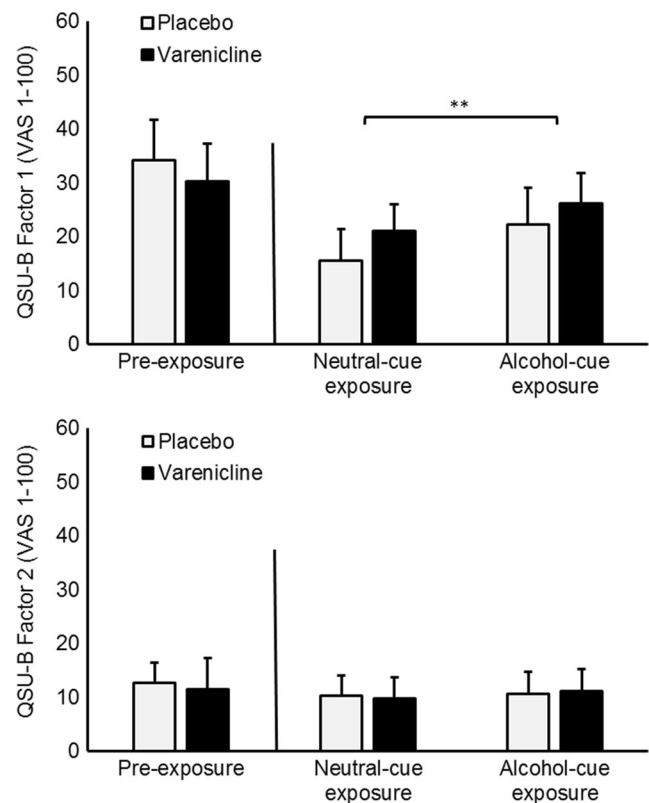 QSU-B Factor 1 (VAS 1-100)
60
50
40
30
20
10
0
Placebo
Varenicline
**
Pre-exposure
Neutral-cue
exposure
Alcohol-cue
exposure
QSU-B Factor 2 (VAS 1-100)
60
50
40
30
20
10
0
Placebo
Varenicline
Pre-exposure
Neutral-cue
exposure
Alcohol-cue
exposure